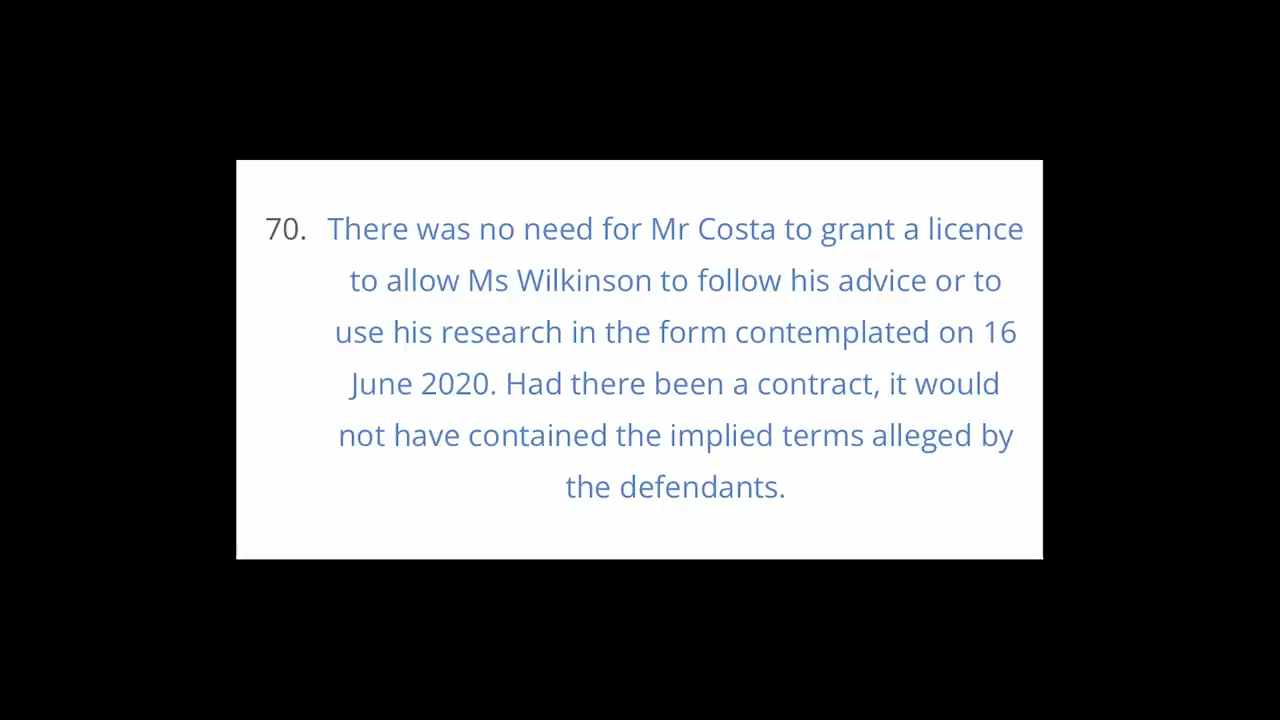 70. There was no need for Mr Costa to grant a licence
to allow Ms Wilkinson to follow his advice or to
use his research in the form contemplated on 16
June 2020. Had there been a contract, it would
not have contained the implied terms alleged by
the defendants.